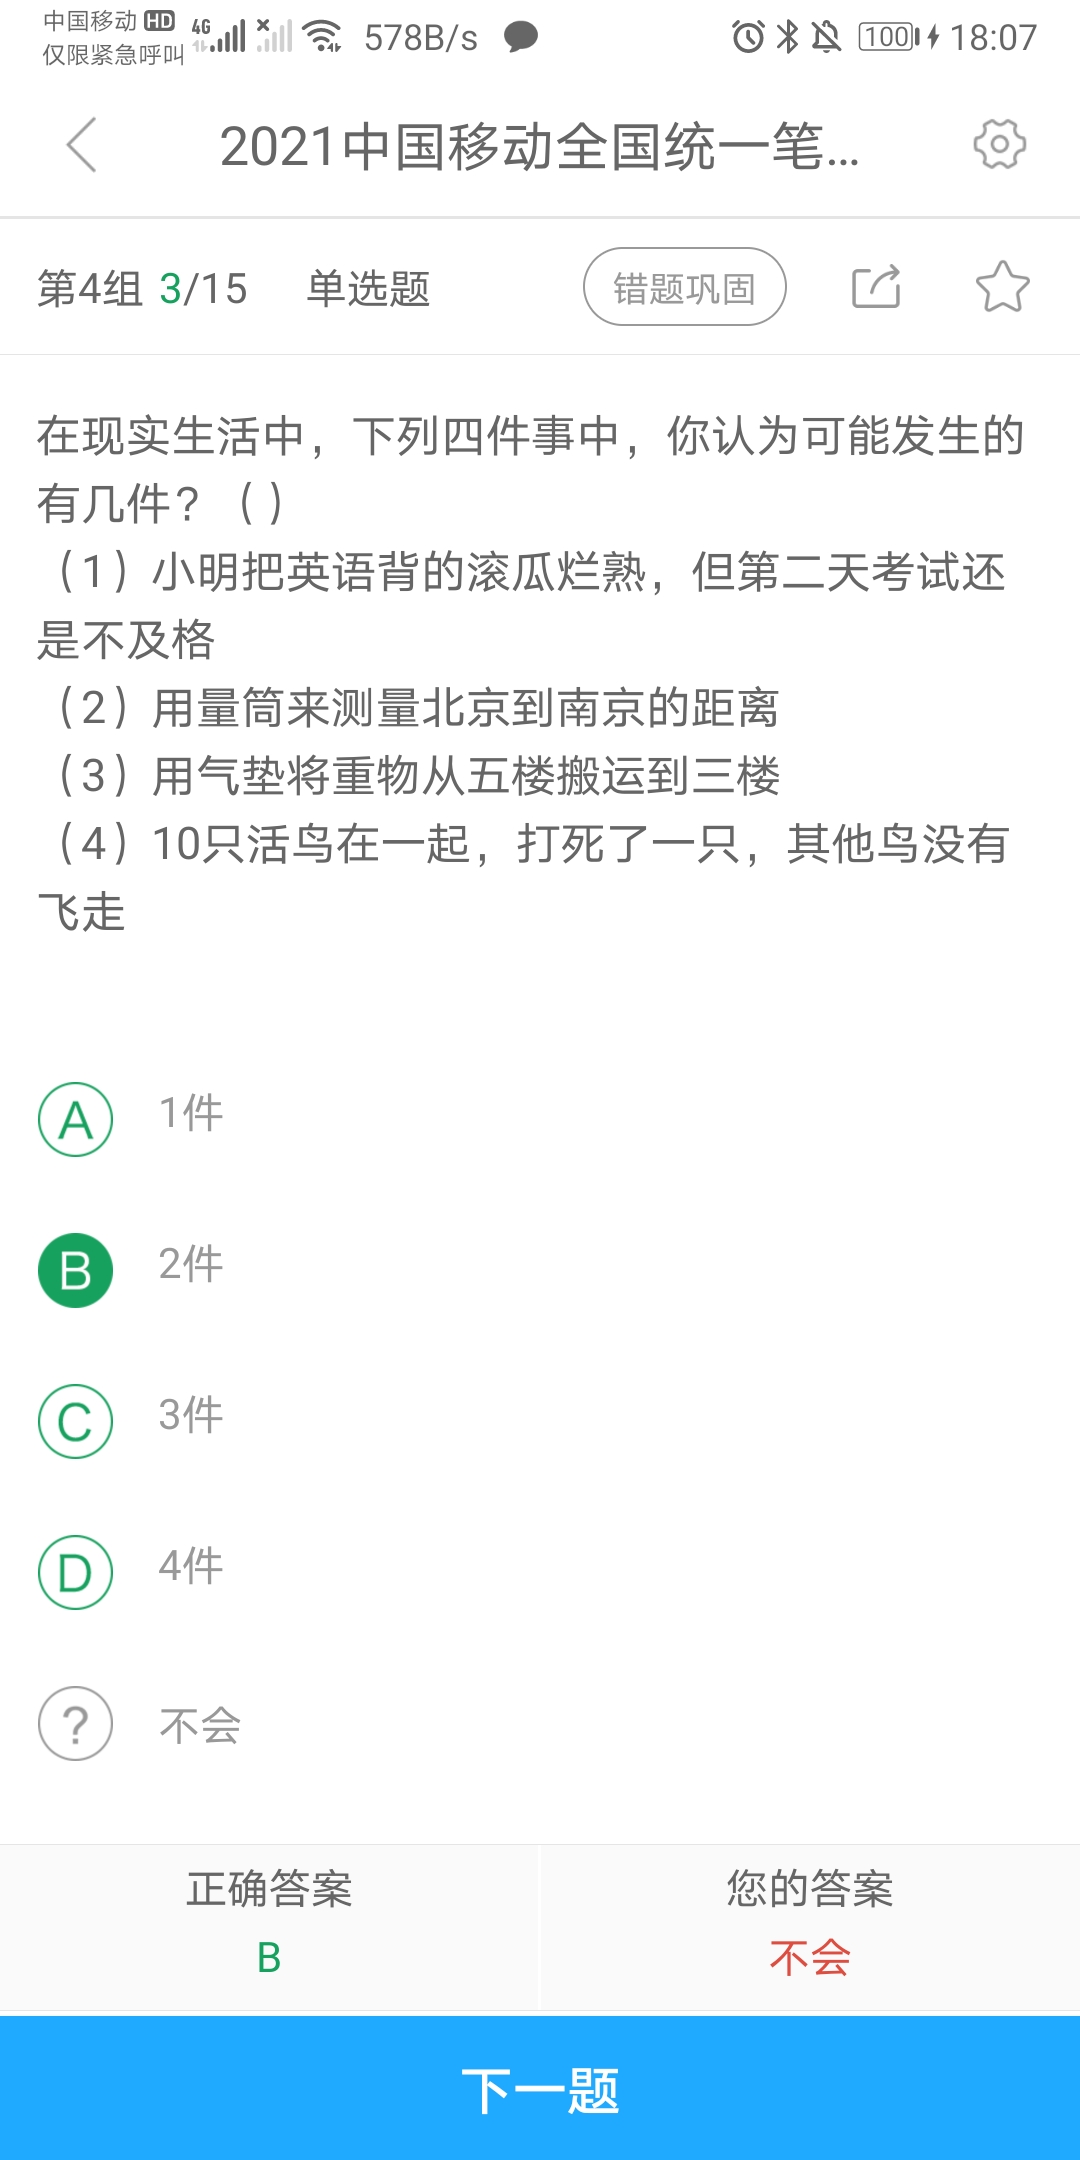 中国移动 HD 4G 578B/s 100 18:07
仅限紧急呼叫
2021中国移动全国统一笔...
第4组 3/15 单选题 错题巩固
在现实生活中，下列四件事中，你认为可能发生的
有几件？（）
（1）小明把英语背的滚瓜烂熟，但第二天考试还
是不及格
（2）用量筒来测量北京到南京的距离
（3）用气垫将重物从五楼搬运到三楼
（4）10只活鸟在一起，打死了一只，其他鸟没有
飞走
A 1件
B 2件
C 3件
D 4件
? 不会
正确答案 您的答案
B 不会
下一题